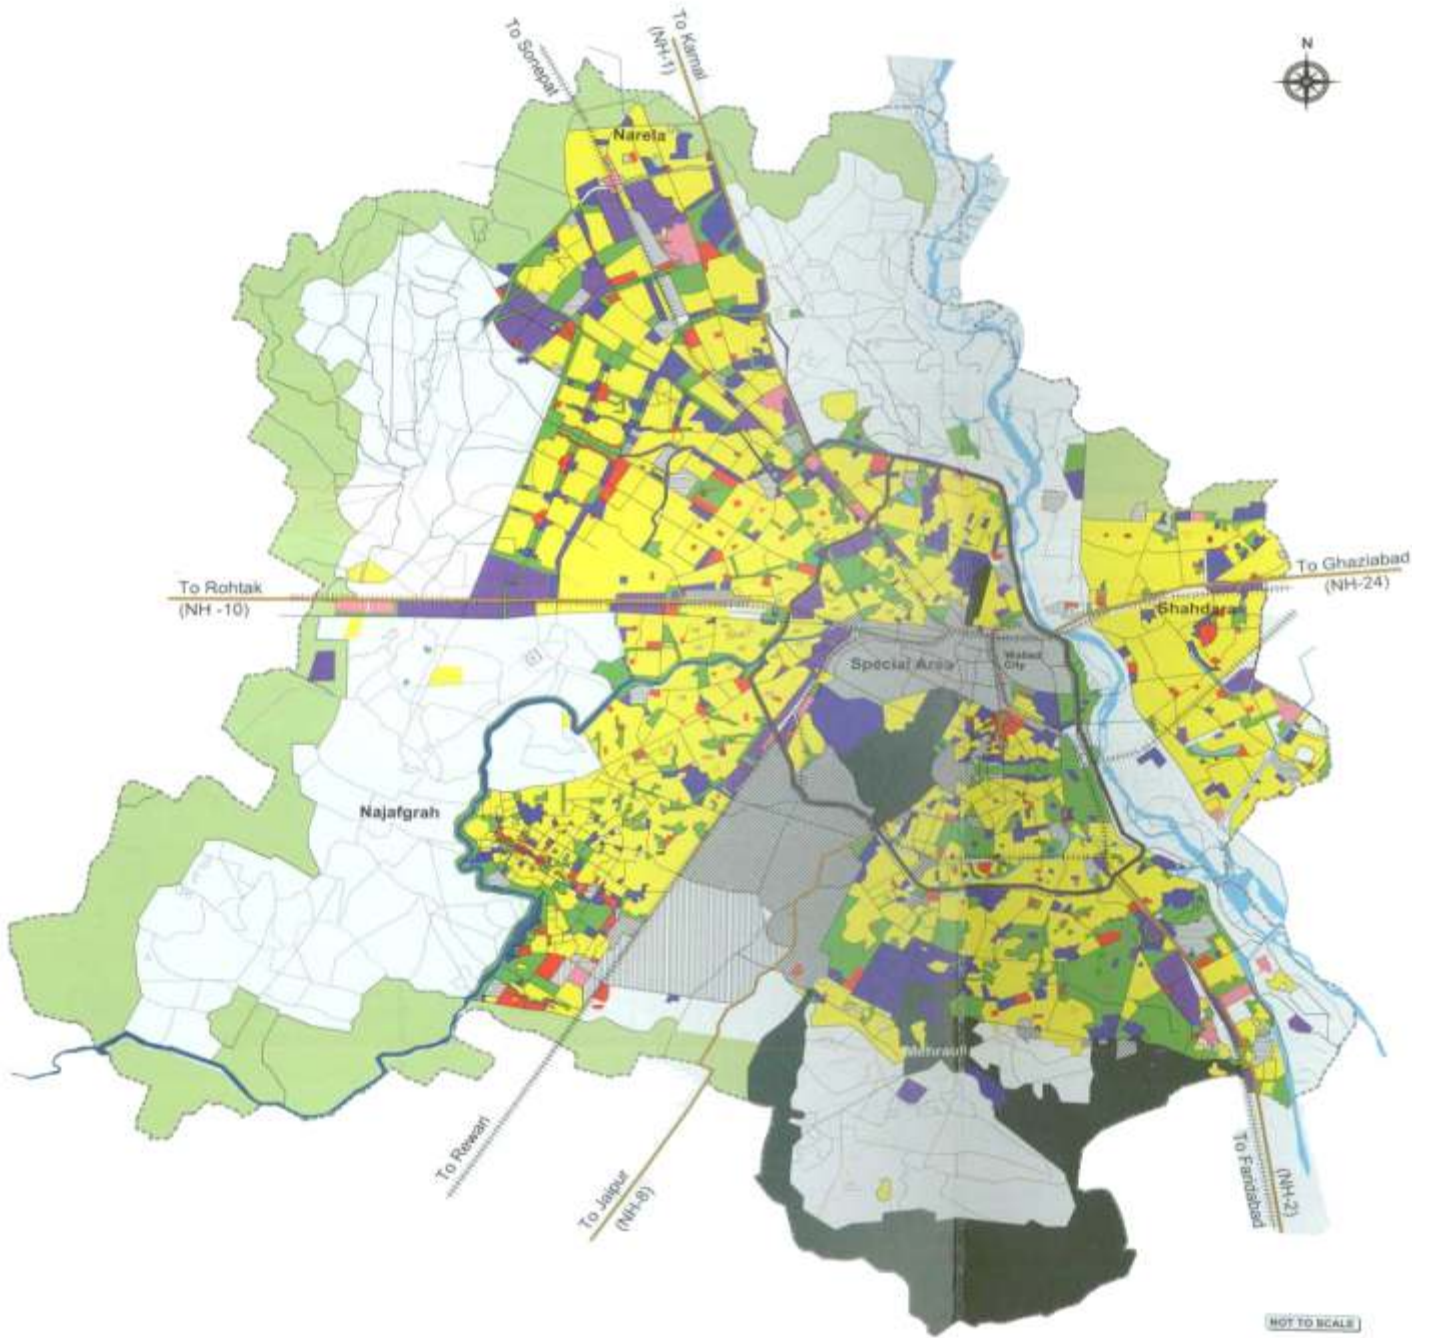 N
To Sonepat
To Karnal
(NH-1)
Narela
YAMUNA
To Rohtak
(NH -10)
To Ghaziabad
(NH-24)
Shahdara
Special Area
Walled
City
Najafgrah
Mehrauli
To Rewari
To Jaipur
(NH-8)
To Faridabad
(NH-2)
NOT TO SCALE